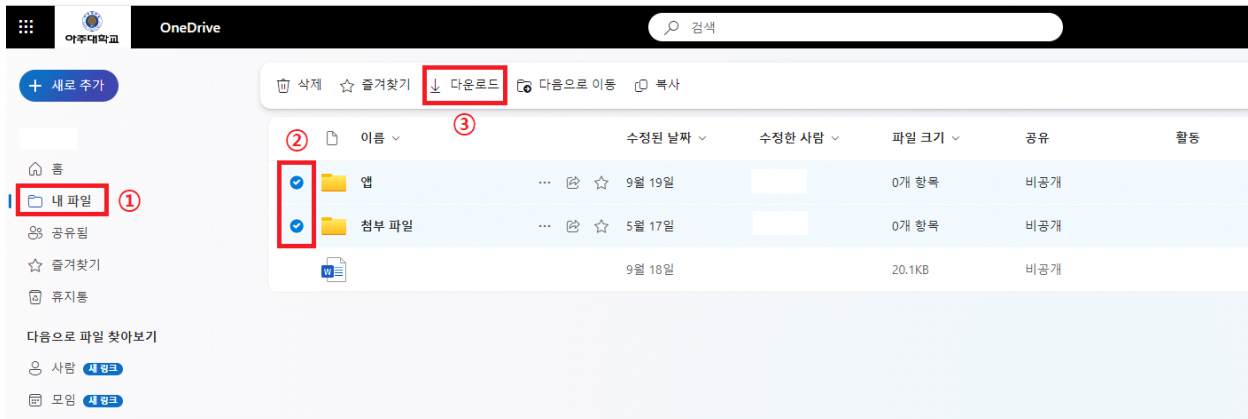 아주대학교
OneDrive
검색
+ 새로 추가
삭제 즐겨찾기 다운로드 다음으로 이동 복사
③
② 이름 수정된 날짜 수정한 사람 파일 크기 공유 활동
홈
앱 ... 9월 19일 0개 항목 비공개
내 파일 ①
첨부 파일 ... 5월 17일 0개 항목 비공개
공유됨
즐겨찾기
W 9월 18일 20.1KB 비공개
휴지통
다음으로 파일 찾아보기
사람 새 링크
모임 새 링크